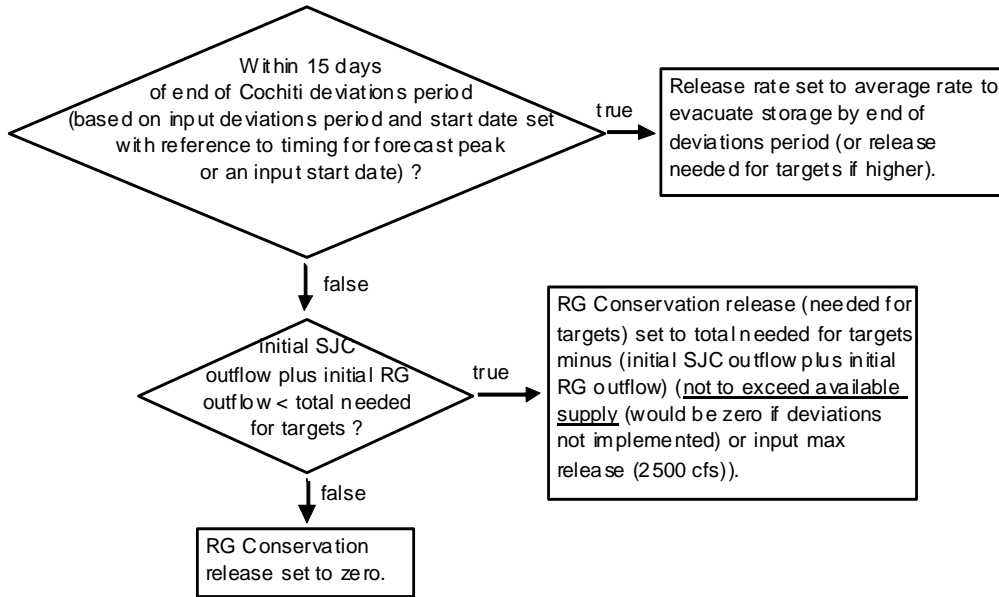 Within 15 days
of end of Cochiti deviations period
(based on input deviations period and start date set
with reference to timing for forecast peak
or an input start date) ?
true
Release rate set to average rate to
evacuate storage by end of
deviations period (or release
needed for targets if higher).
false
Initial SJC
outflow plus initial RG
outflow < total needed
for targets ?
true
RG Conservation release (needed for
targets) set to total needed for targets
minus (initial SJC outflow plus initial
RG outflow) (not to exceed available
supply (would be zero if deviations
not implemented) or input max
release (2500 cfs)).
false
RG Conservation
release set to zero.